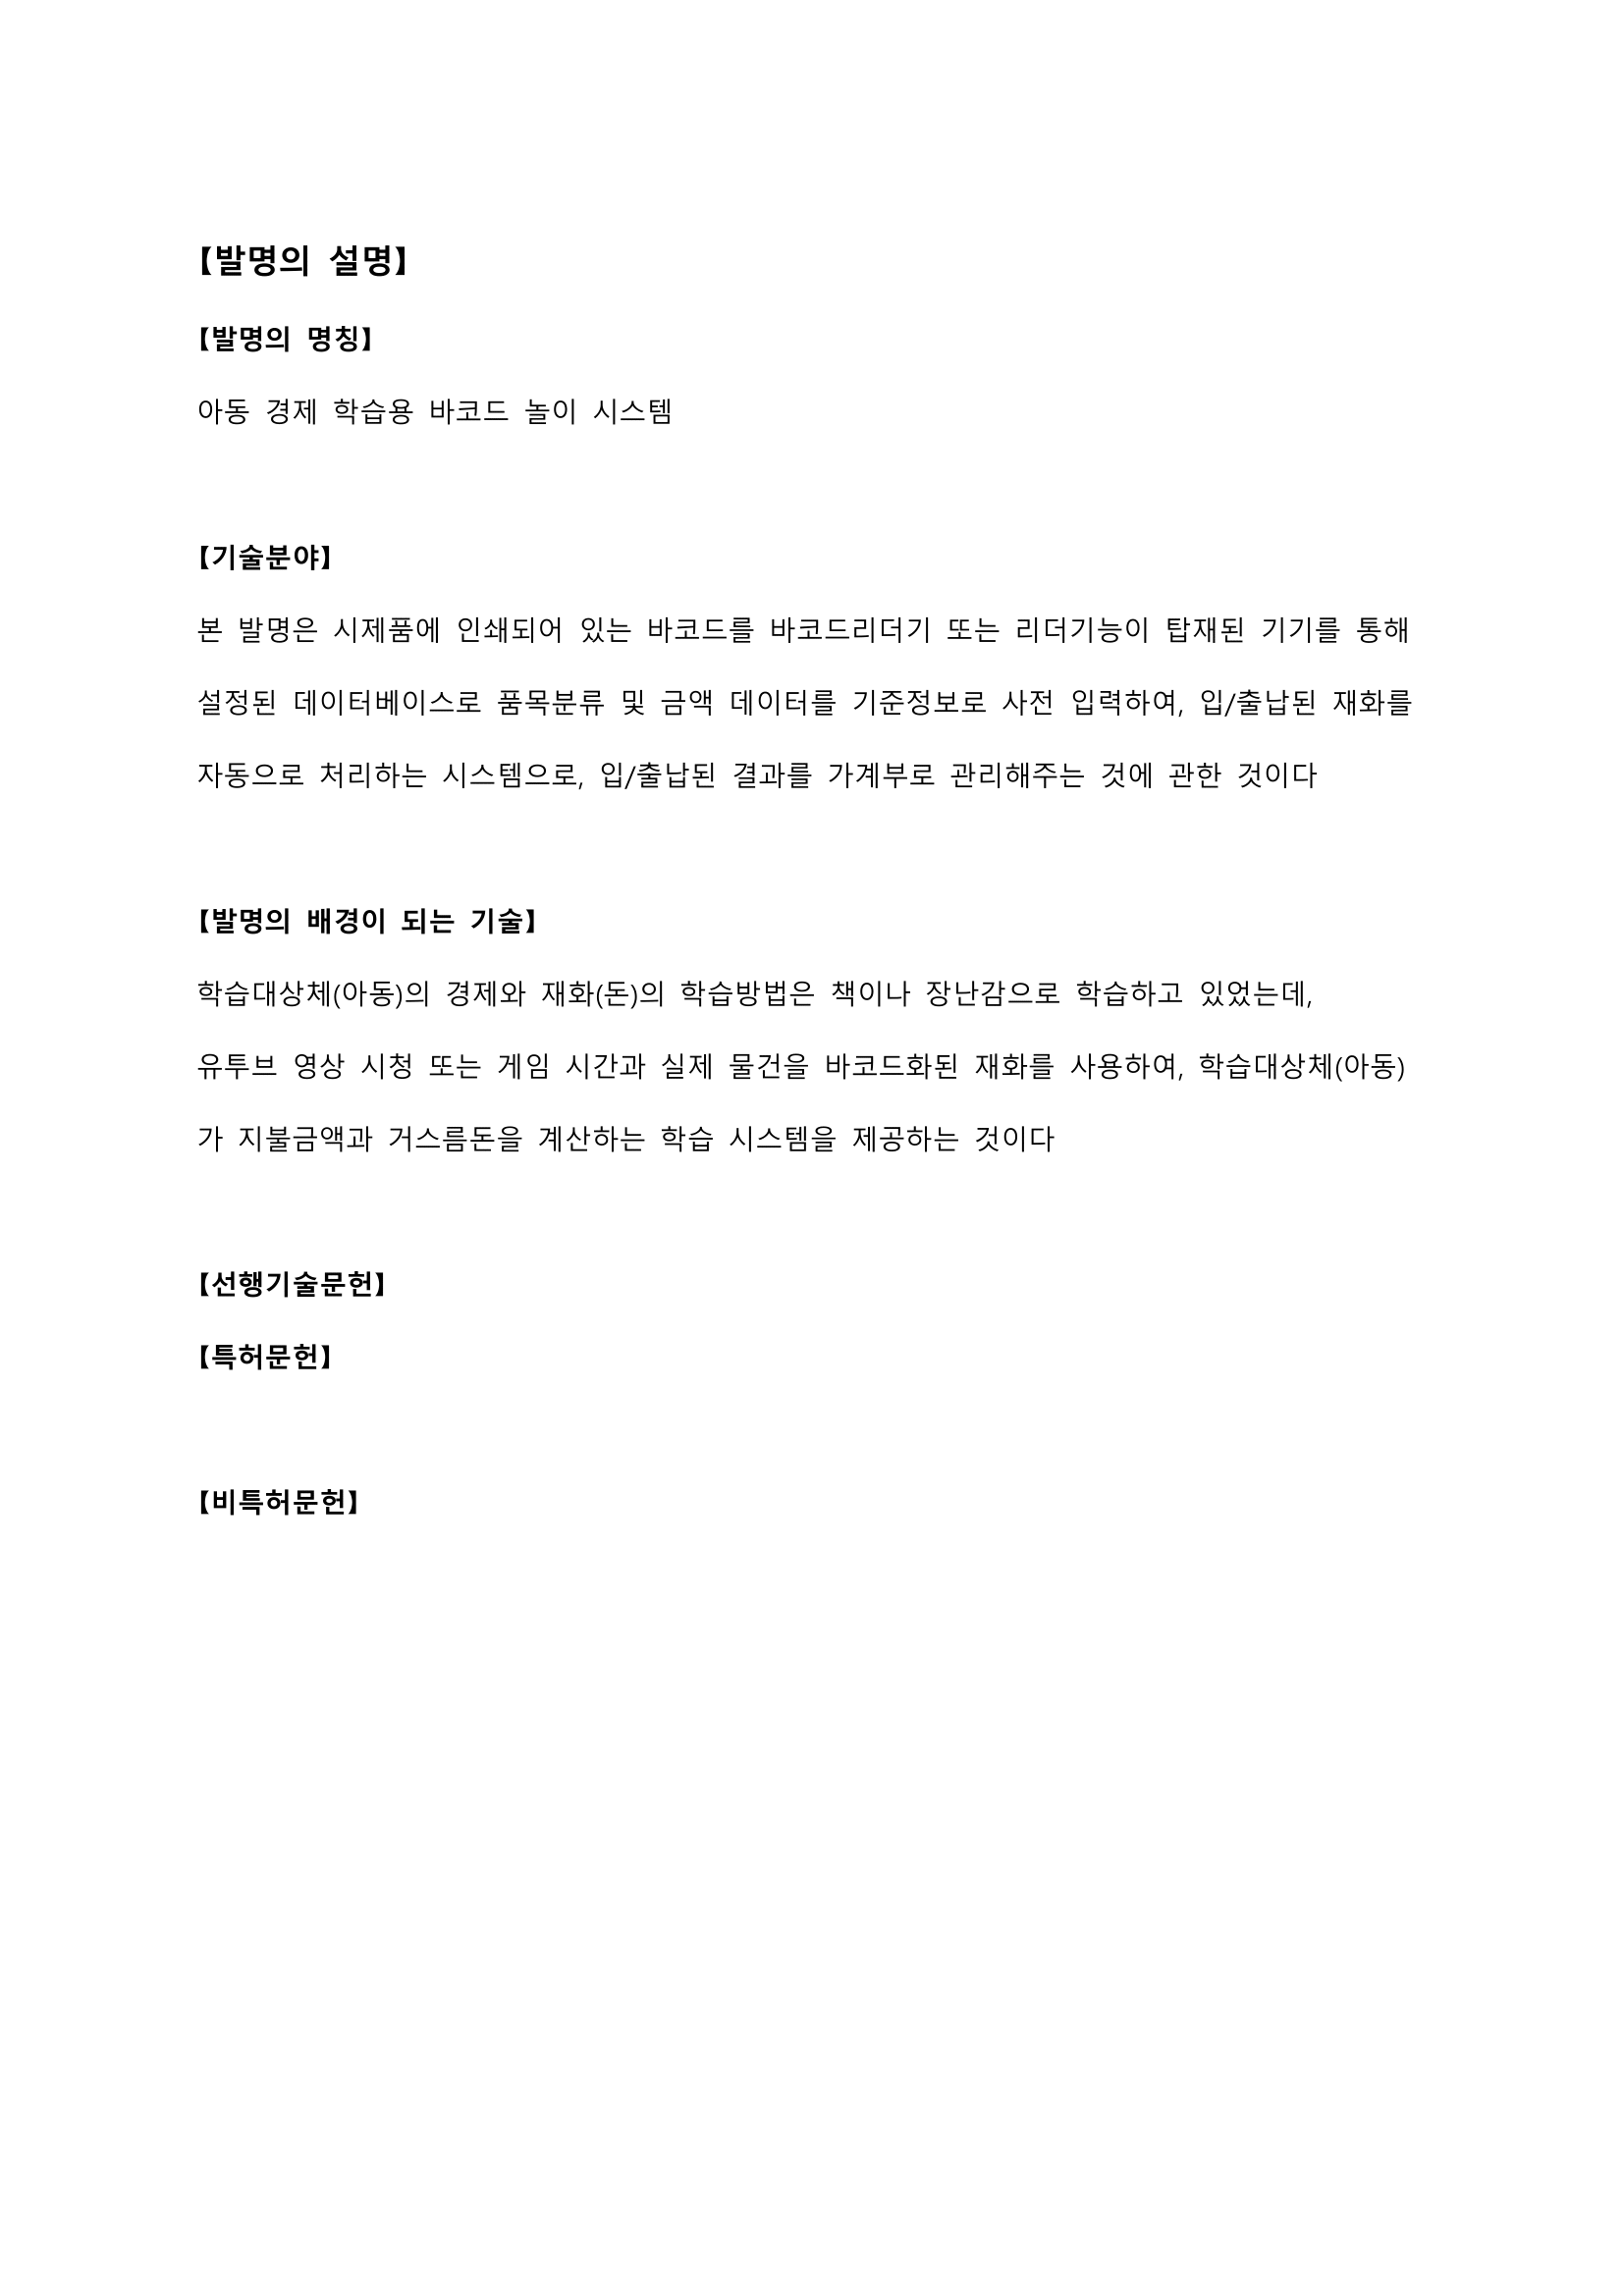 【발명의 설명】
【발명의 명칭】
아동 경제 학습용 바코드 놀이 시스템
【기술분야】
본 발명은 시제품에 인쇄되어 있는 바코드를 바코드리더기 또는 리더기능이 탑재된 기기를 통해
설정된 데이터베이스로 품목분류 및 금액 데이터를 기준정보로 사전 입력하여, 입/출납된 재화를
자동으로 처리하는 시스템으로, 입/출납된 결과를 가계부로 관리해주는 것에 관한 것이다
【발명의 배경이 되는 기술】
학습대상체(아동)의 경제와 재화(돈)의 학습방법은 책이나 장난감으로 학습하고 있었는데,
유투브 영상 시청 또는 게임 시간과 실제 물건을 바코드화된 재화를 사용하여, 학습대상체(아동)
가 지불금액과 거스름돈을 계산하는 학습 시스템을 제공하는 것이다
【선행기술문헌】
【특허문헌】
【비특허문헌】